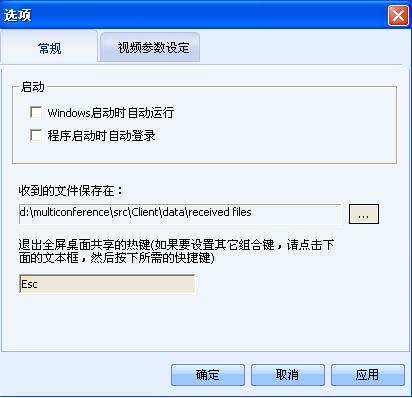 选项
常规
视频参数设定
启动
Windows启动时自动运行
程序启动时自动登录
收到的文件保存在：
d:\multiconference\src\Client\data\received files
...
退出全屏桌面共享的热键(如果要设置其它组合键，请点击下
面的文本框，然后按下所需的快捷键)
Esc
确定
取消
应用